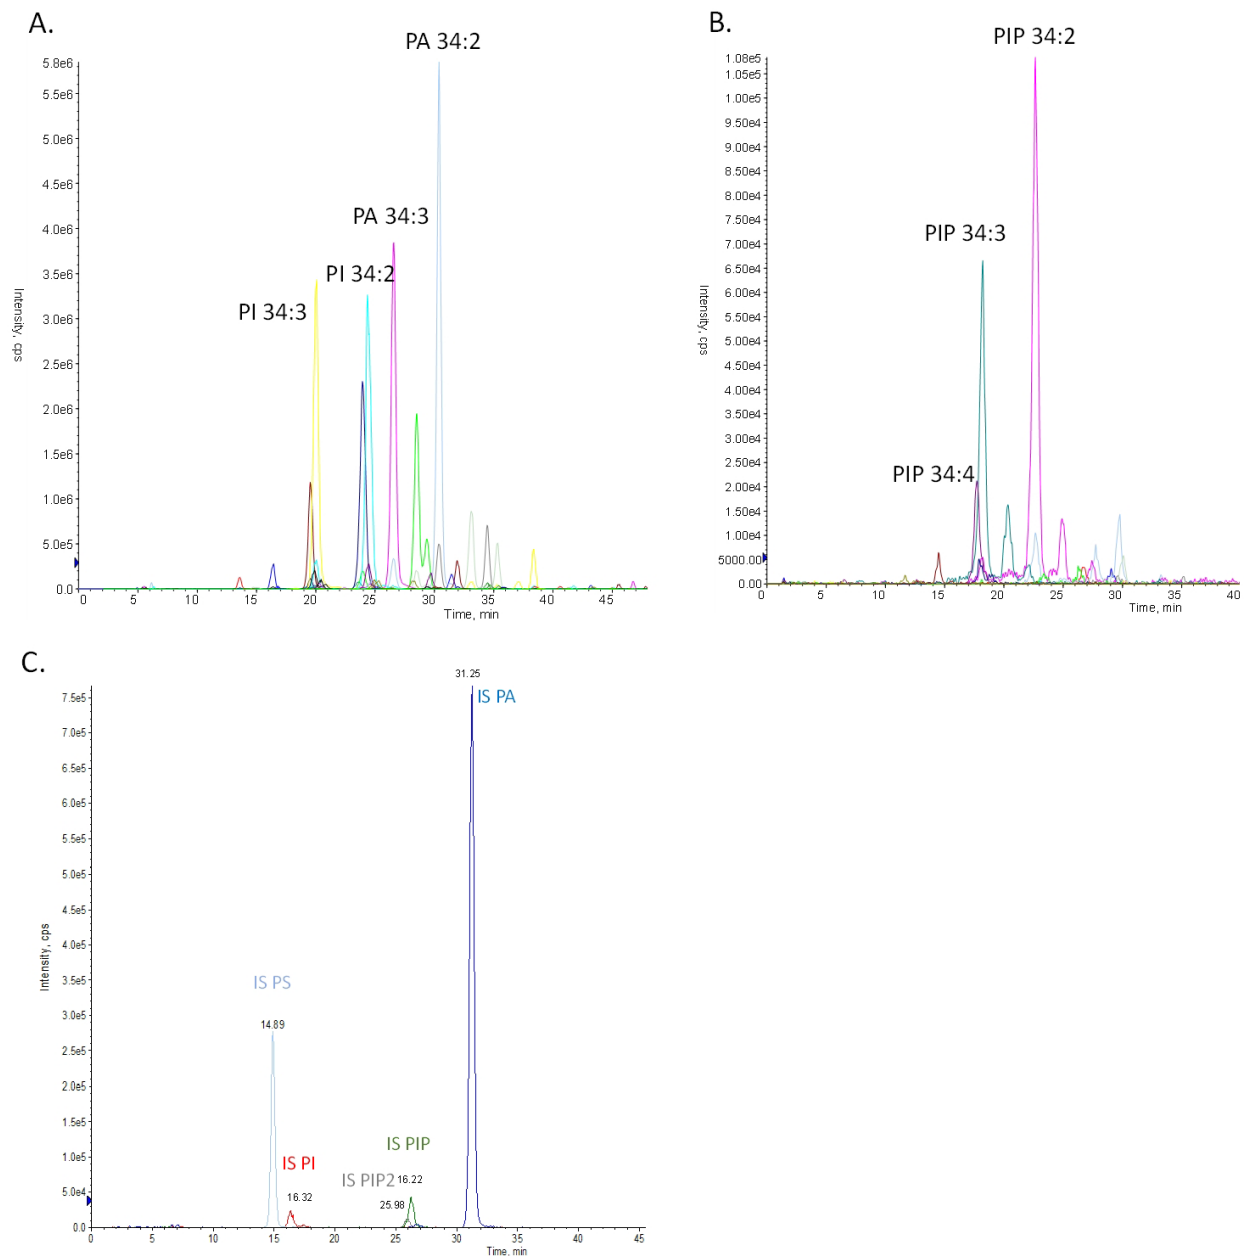 A.
PA 34:2
5.8e6
5.5e6
5.0e6
4.5e6
4.0e6
3.5e6
3.0e6
2.5e6
2.0e6
1.5e6
1.0e6
5.0e5
0.0
Intensity, cps
PA 34:3
PI 34:2
PI 34:3
0 5 10 15 20 25 30 35 40 45
Time, min
B.
PIP 34:2
1.08e5
1.05e5
1.00e5
9.50e4
9.00e4
8.50e4
8.00e4
7.50e4
7.00e4
6.50e4
6.00e4
5.50e4
5.00e4
4.50e4
4.00e4
3.50e4
3.00e4
2.50e4
2.00e4
1.50e4
1.00e4
5000.00
0.00
Intensity, cps
PIP 34:3
PIP 34:4
0 5 10 15 20 25 30 35 40
Time, min
C.
31.25
IS PA
7.5e5
7.0e5
6.5e5
6.0e5
5.5e5
5.0e5
4.5e5
4.0e5
3.5e5
3.0e5
2.5e5
2.0e5
1.5e5
1.0e5
5.0e4
0.0
Intensity, cps
IS PS
14.89
IS PI
16.32
IS PIP
IS PIP2
16.22
25.98
0 5 10 15 20 25 30 35 40 45
Time, min